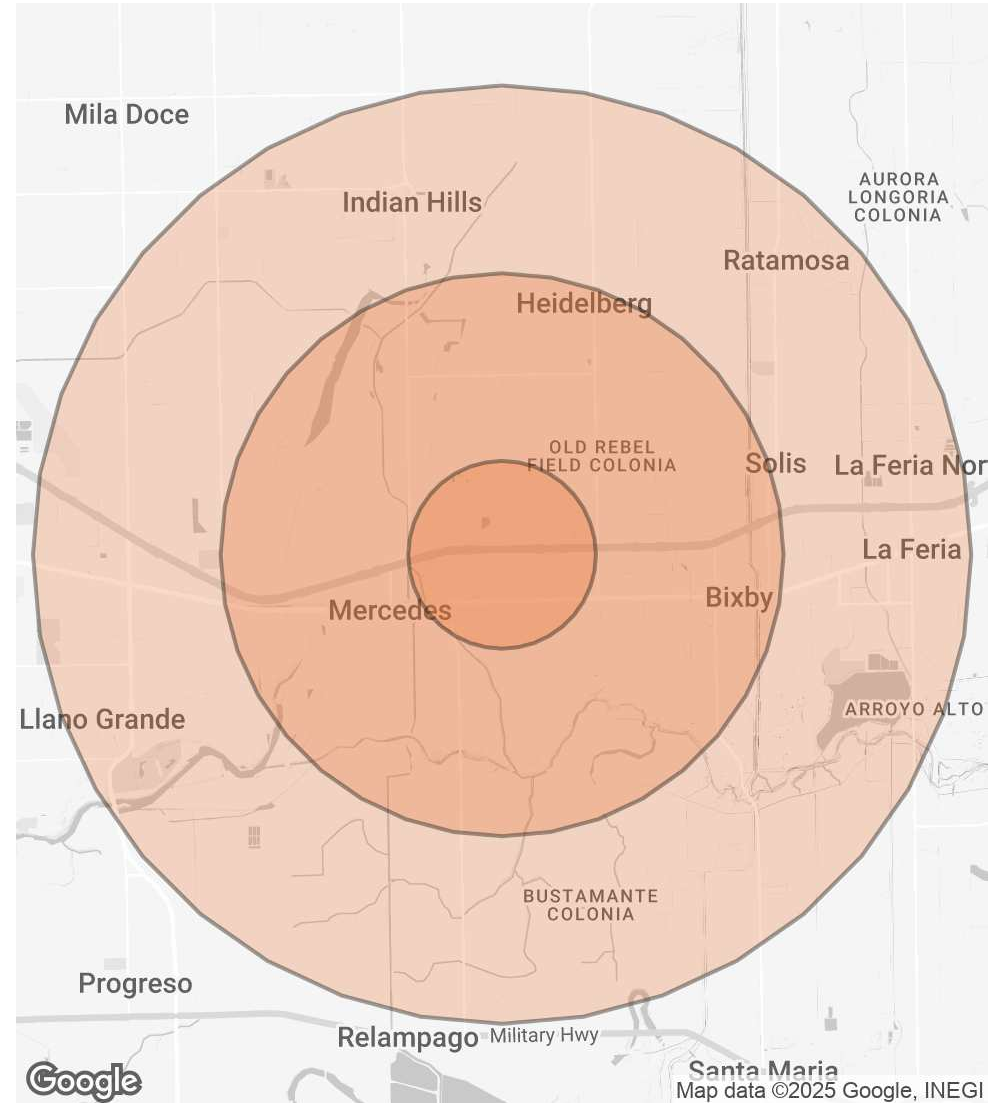 Mila Doce
AURORA
LONGORIA
COLONIA
Indian Hills
Ratamosa
Heidelberg
OLD REBEL
FIELD COLONIA
Solis
La Feria Nor
La Feria
Bixby
Mercedes
Llano Grande
ARROYO ALTO
BUSTAMANTE
COLONIA
Progreso
Relampago
Military Hwy
Santa Maria
Google
Map data ©2025 Google, INEGI